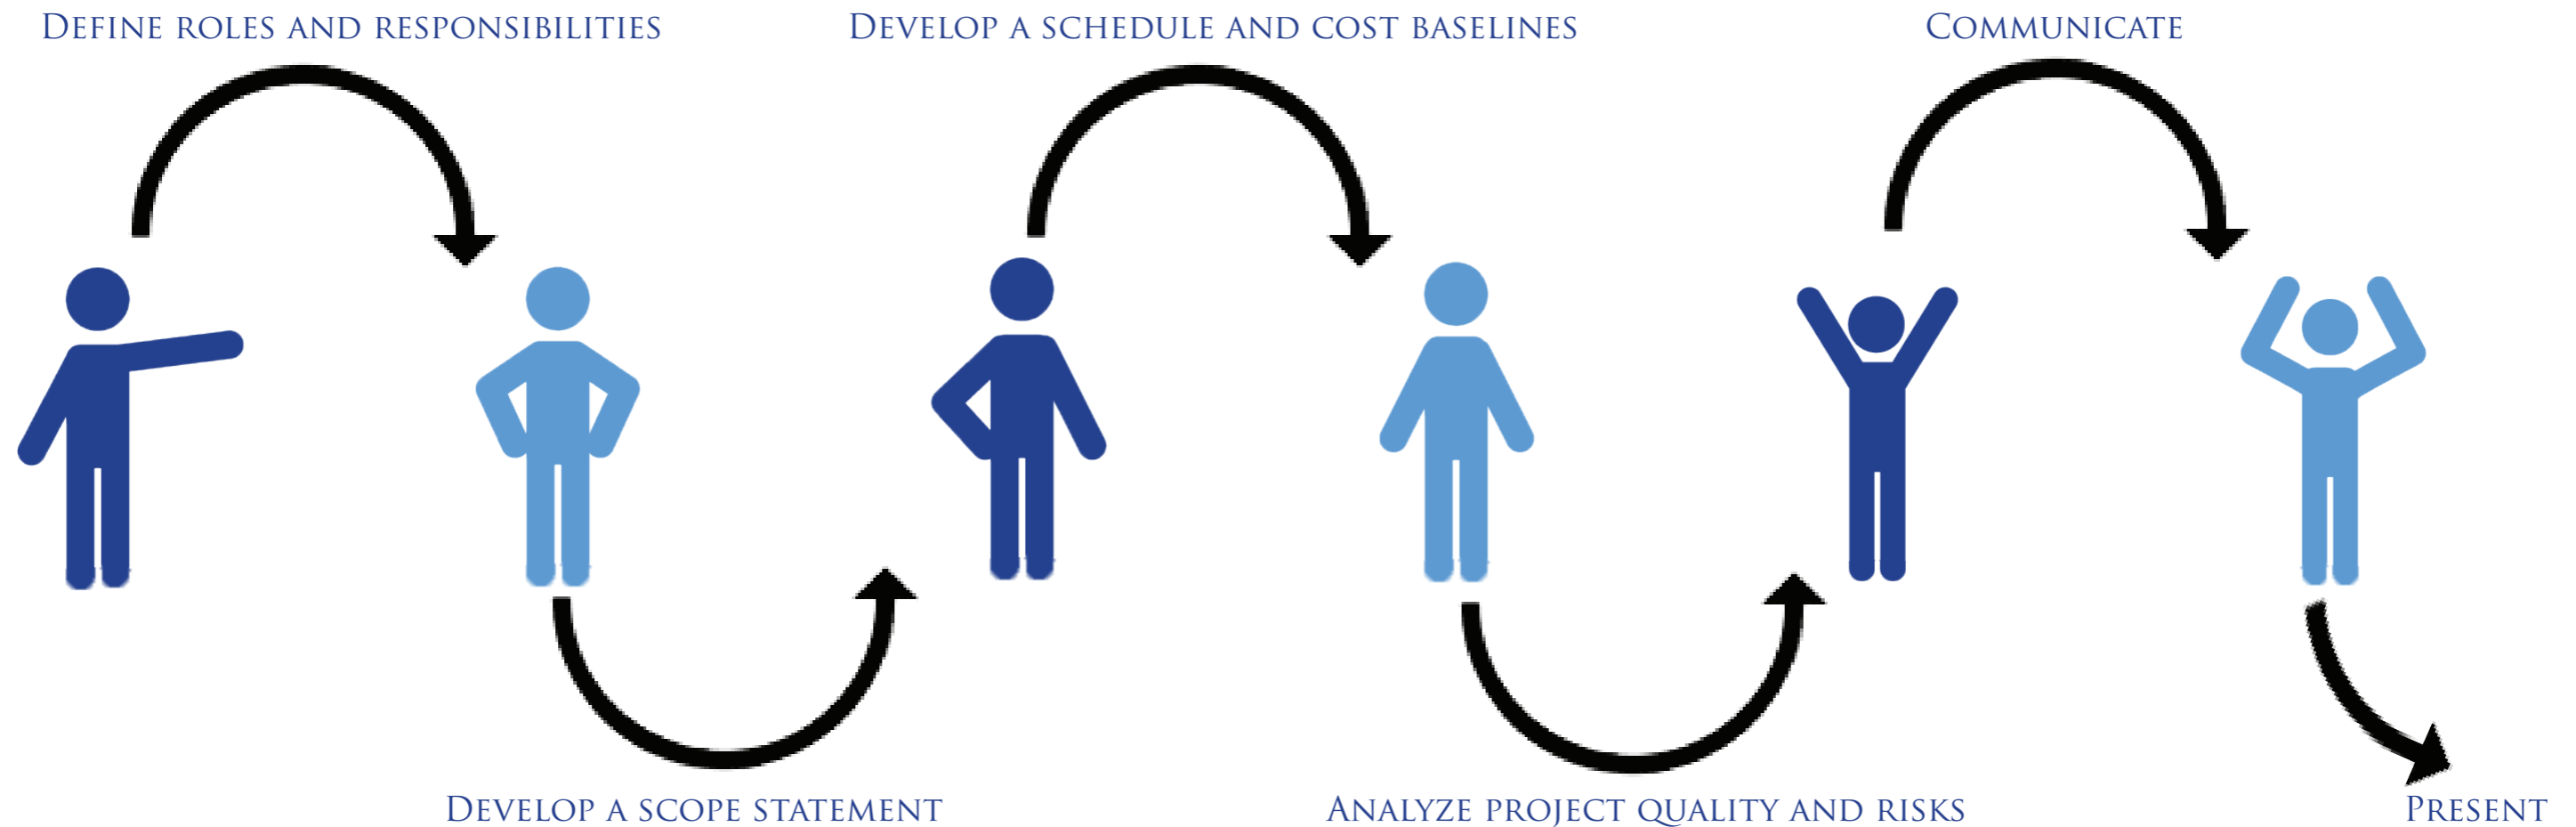 Define roles and responsibilities
Develop a schedule and cost baselines
Communicate
Develop a scope statement
Analyze project quality and risks
Present